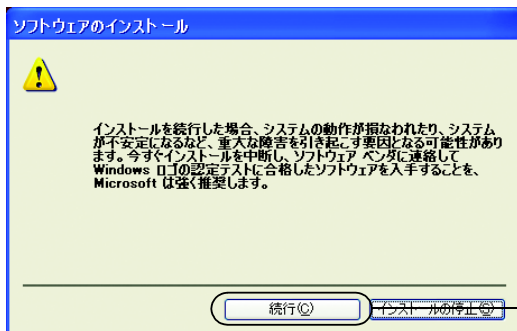 ソフトウェアのインストール
インストールを続行した場合、システムの動作が損なわれたり、システム
が不安定になるなど、重大な障害を引き起こす要因となる可能性があり
ます。今すぐインストールを中断し、ソフトウェア ベンダに連絡して
Windows ロゴの認定テストに合格したソフトウェアを入手することを、
Microsoft は強く推奨します。
続行(C) インストールの停止(S)